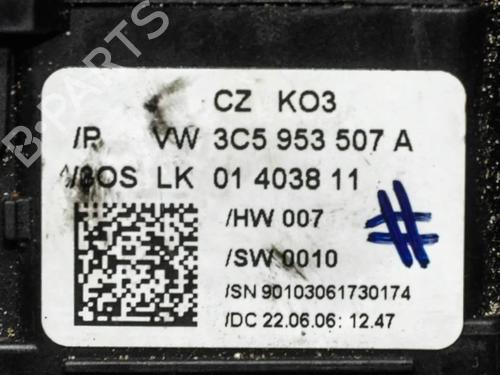 B-PARTS
CZ KO3
/P VW 3C5 953 507 A
LK 01 4038 11
/HW 007
/SW 0010
/SN 90103061730174
/DC 22.06.06: 12.47
#